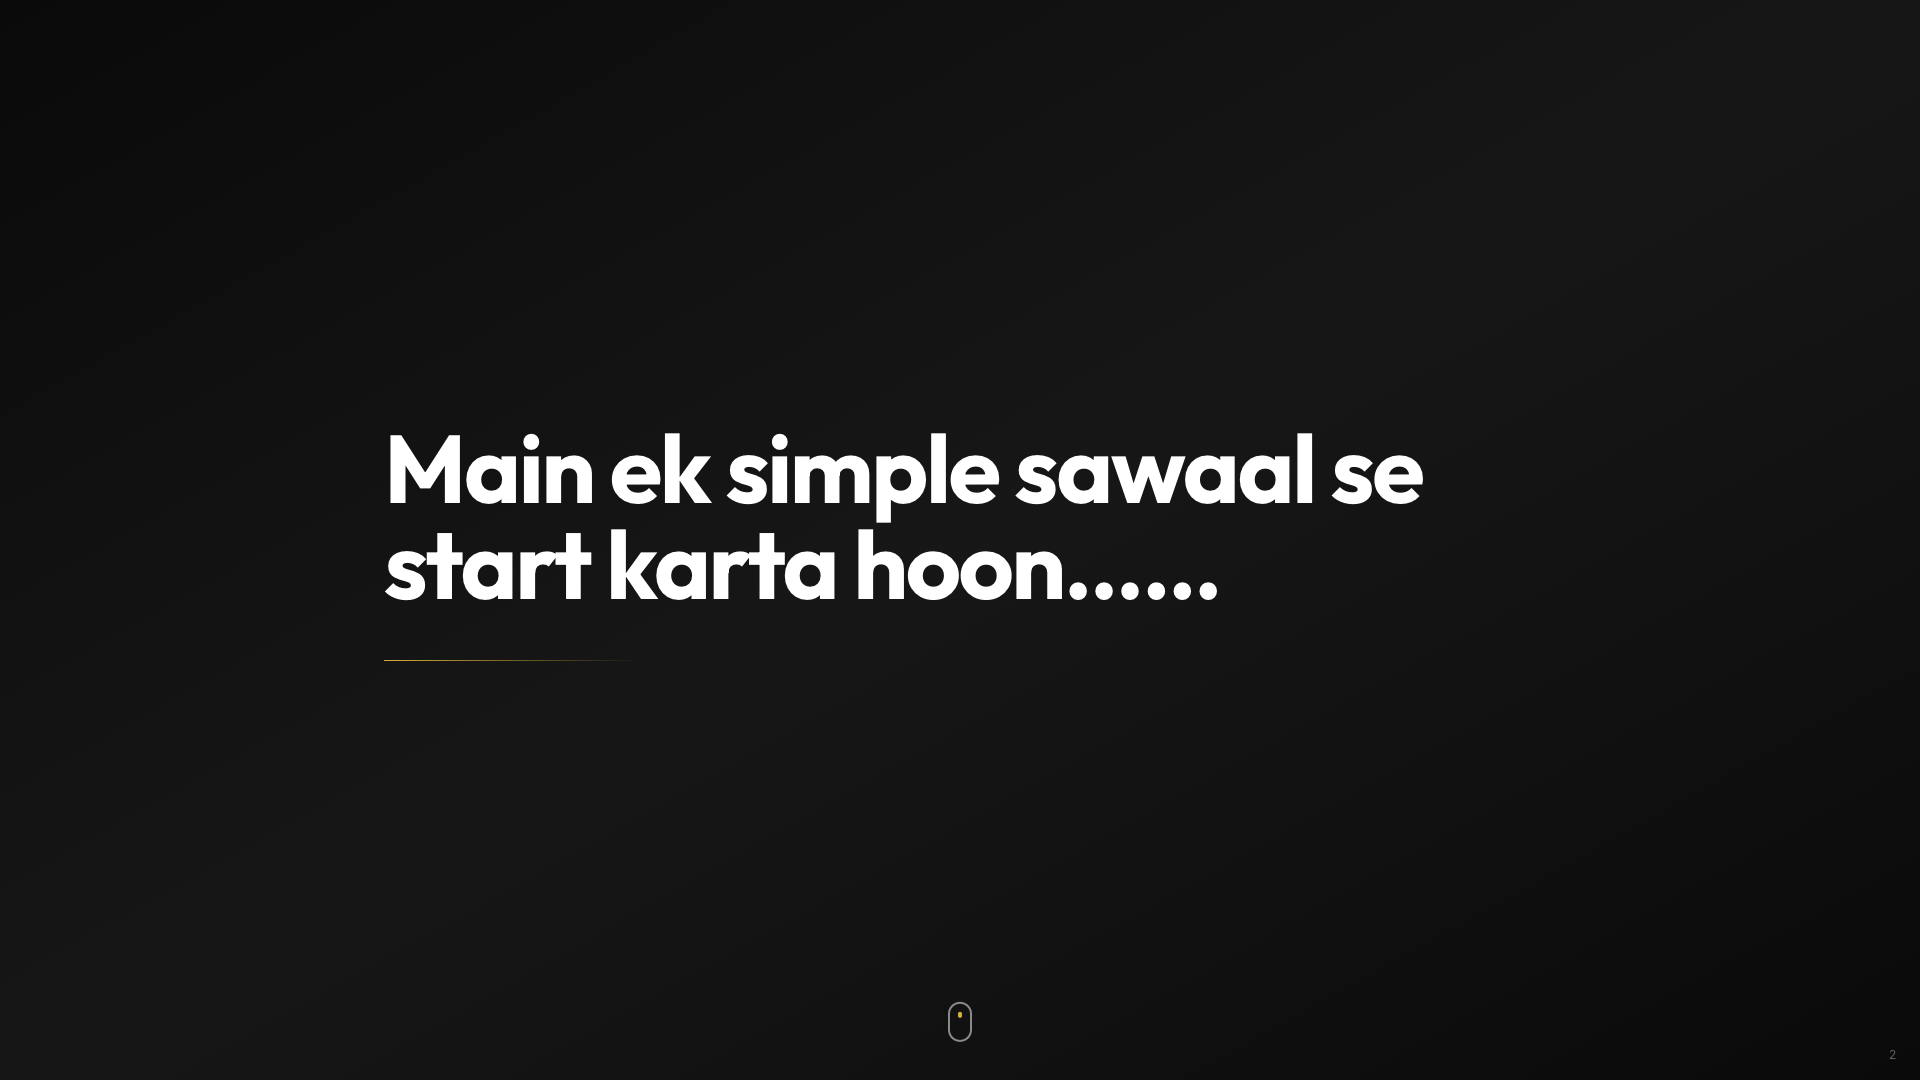 Main ek simple sawaal se
start karta hoon......
2